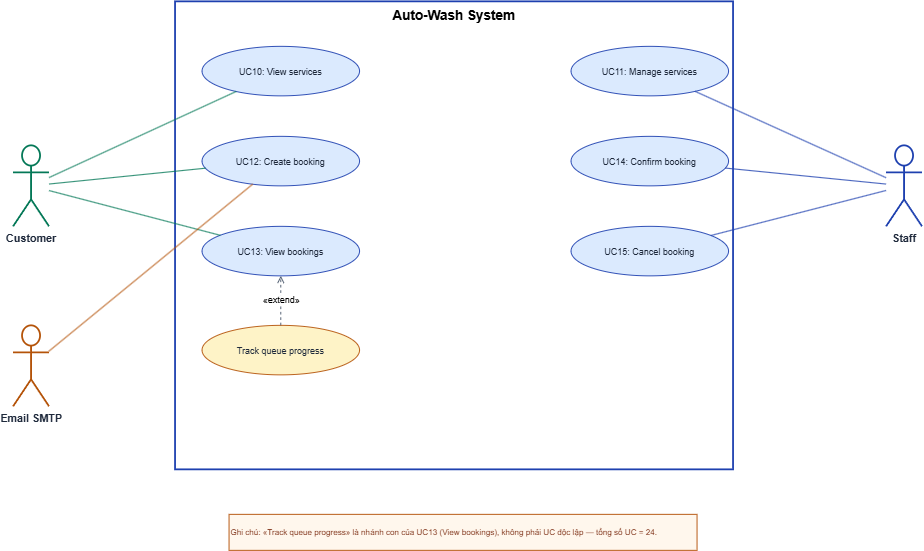 Auto-Wash System
UC10: View services
UC11: Manage services
UC12: Create booking
UC14: Confirm booking
Customer
Staff
UC13: View bookings
UC15: Cancel booking
«extend»
Track queue progress
Email SMTP
Ghi chú: «Track queue progress» là nhánh con của UC13 (View bookings), không phải UC độc lập — tổng số UC = 24.